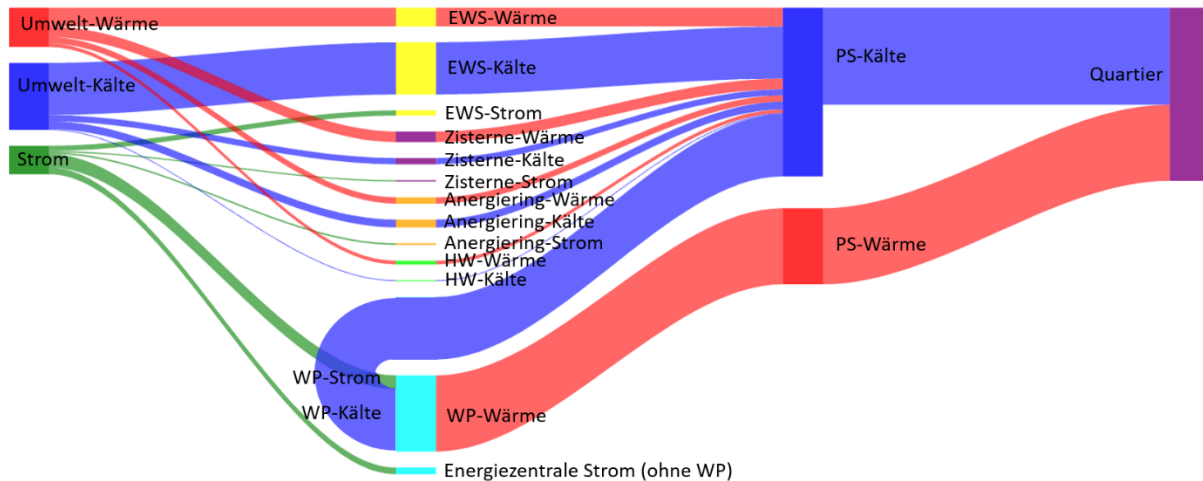 Umwelt-Wärme
Umwelt-Kälte
Strom
EWS-Wärme
EWS-Kälte
EWS-Strom
Zisterne-Wärme
Zisterne-Kälte
Zisterne-Strom
Anergiering-Wärme
Anergiering-Kälte
Anergiering-Strom
HW-Wärme
HW-Kälte
WP-Strom
WP-Kälte
WP-Wärme
Energiezentrale Strom (ohne WP)
PS-Kälte
PS-Wärme
Quartier